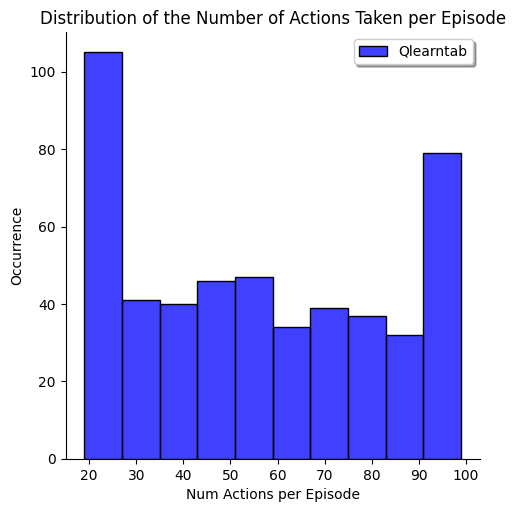 Distribution of the Number of Actions Taken per Episode
Qlearntab
100
80
60
40
20
0
Occurrence
20 30 40 50 60 70 80 90 100
Num Actions per Episode